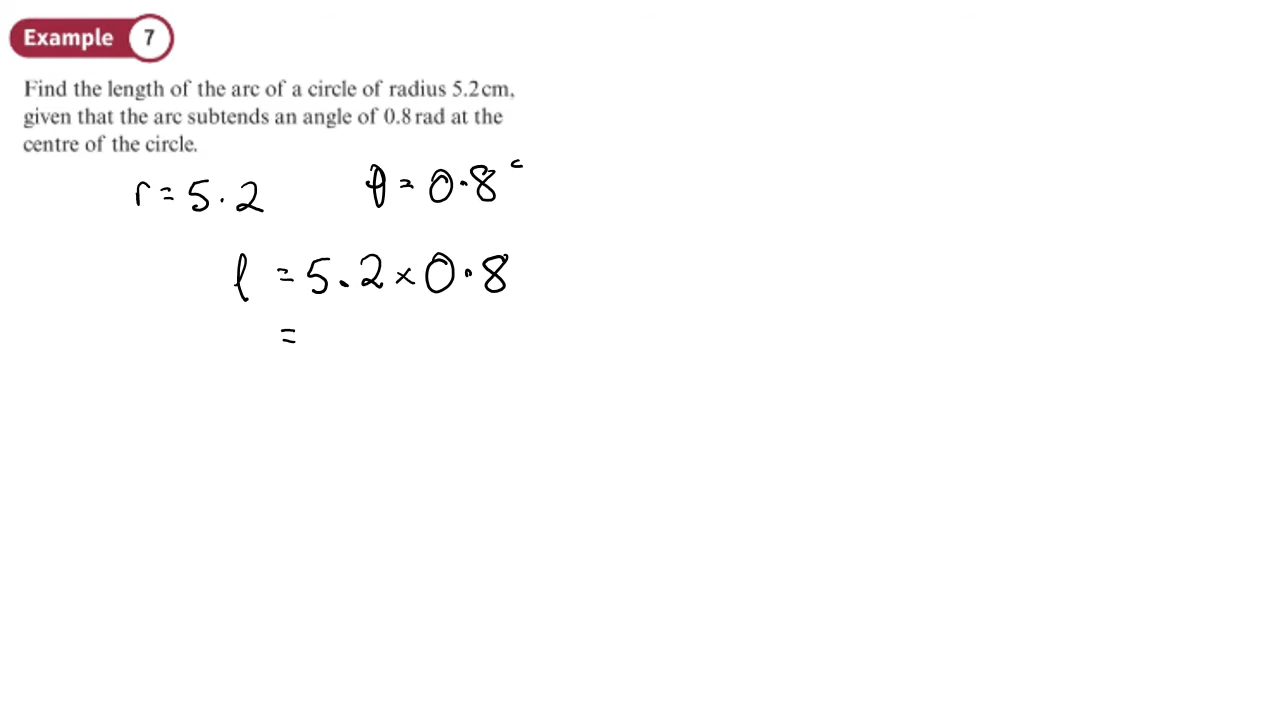 Example 7
Find the length of the arc of a circle of radius 5.2 cm,
given that the arc subtends an angle of 0.8 rad at the
centre of the circle.
r = 5.2 θ = 0.8ᶜ
l = 5.2 × 0.8
=